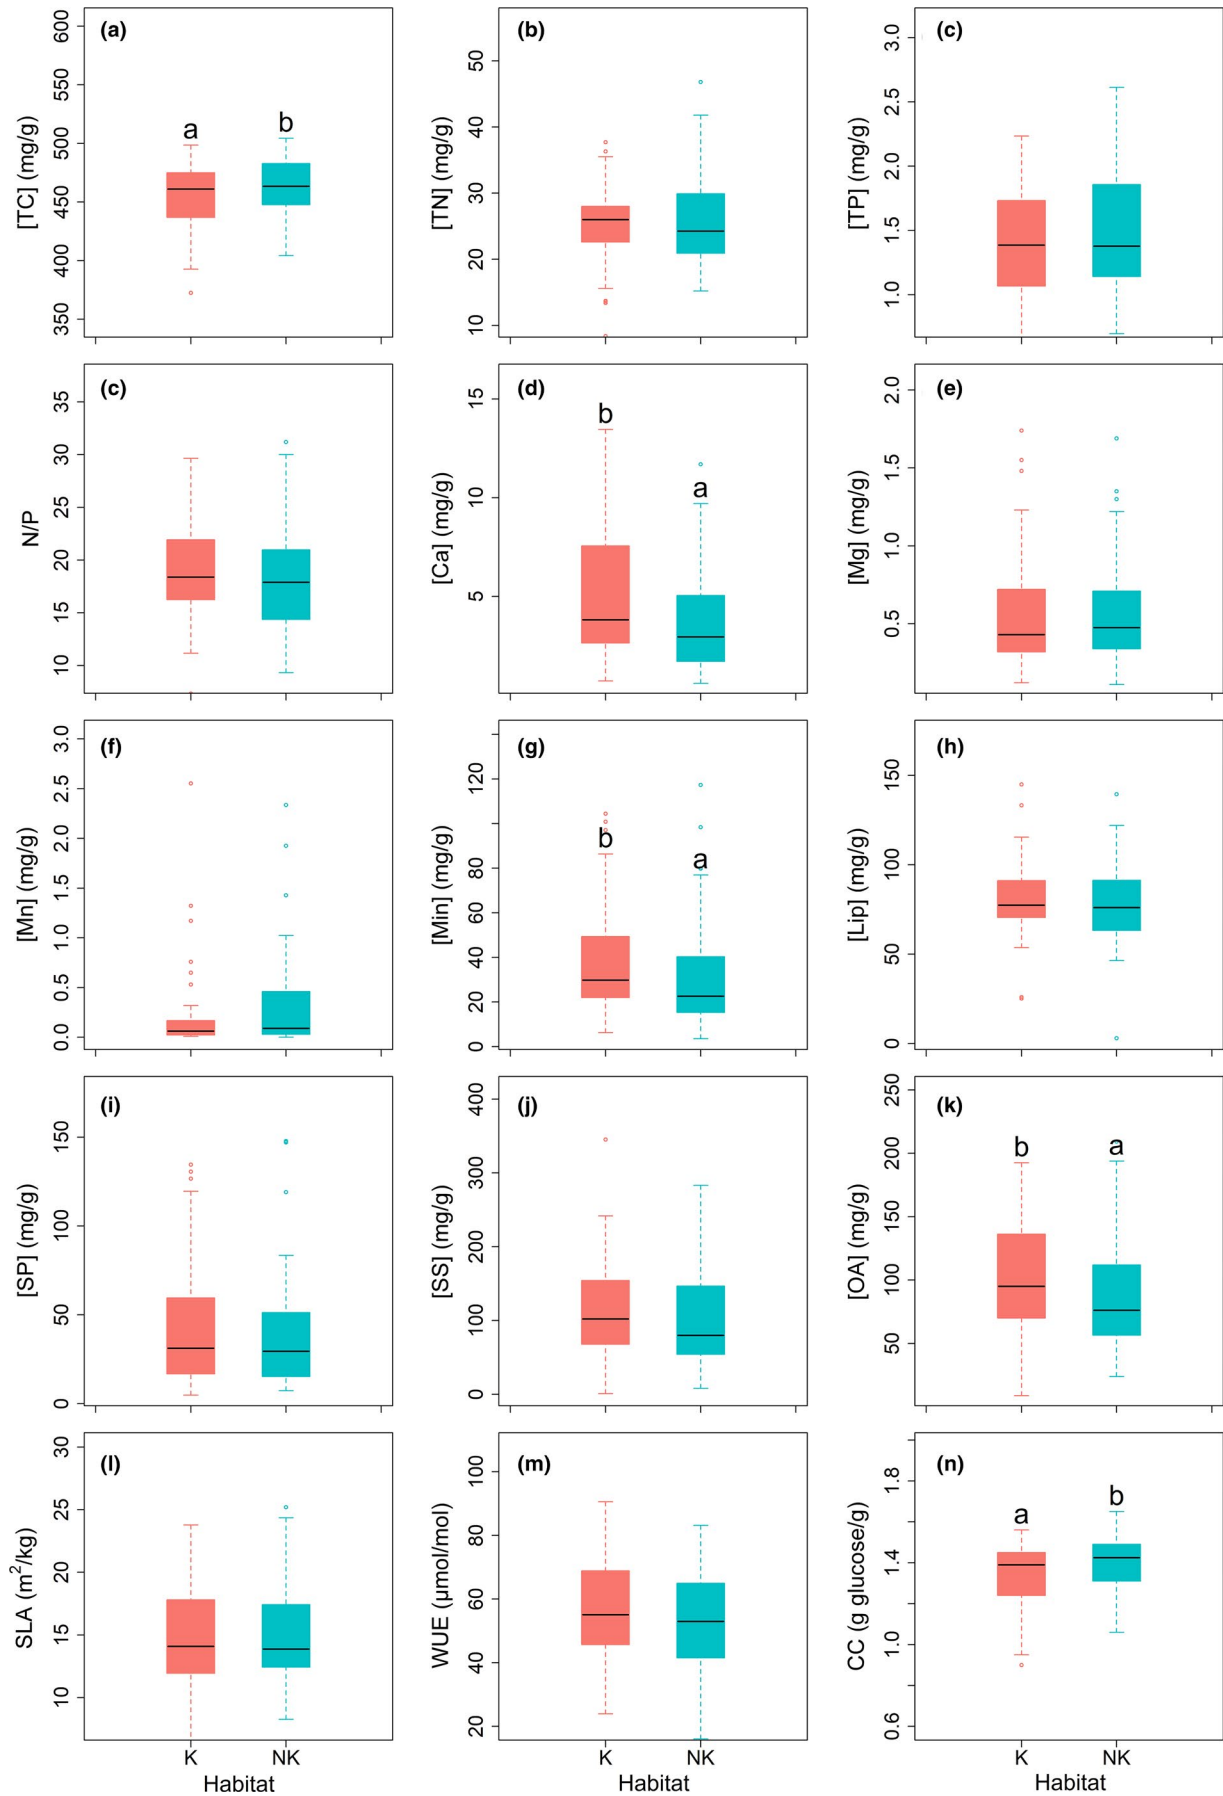 (a)
[TC] (mg/g)
600
550
500
450
400
350
a
b
(b)
[TN] (mg/g)
50
40
30
20
10
(c)
[TP] (mg/g)
3.0
2.5
2.0
1.5
1.0
(c)
N/P
35
30
25
20
15
10
(d)
[Ca] (mg/g)
15
10
5
b
a
(e)
[Mg] (mg/g)
2.0
1.5
1.0
0.5
(f)
[Mn] (mg/g)
3.0
2.5
2.0
1.5
1.0
0.5
0.0
(g)
[Min] (mg/g)
120
80
60
40
20
0
b
a
(h)
[Lip] (mg/g)
150
100
50
0
(i)
[SP] (mg/g)
150
100
50
0
(j)
[SS] (mg/g)
400
300
200
100
0
(k)
[OA] (mg/g)
250
200
150
100
50
b
a
(l)
SLA (m²/kg)
30
25
20
15
10
K NK
Habitat
(m)
WUE (μmol/mol)
100
80
60
40
20
K NK
Habitat
(n)
CC (g glucose/g)
1.8
1.4
1.0
0.6
a
b
K NK
Habitat